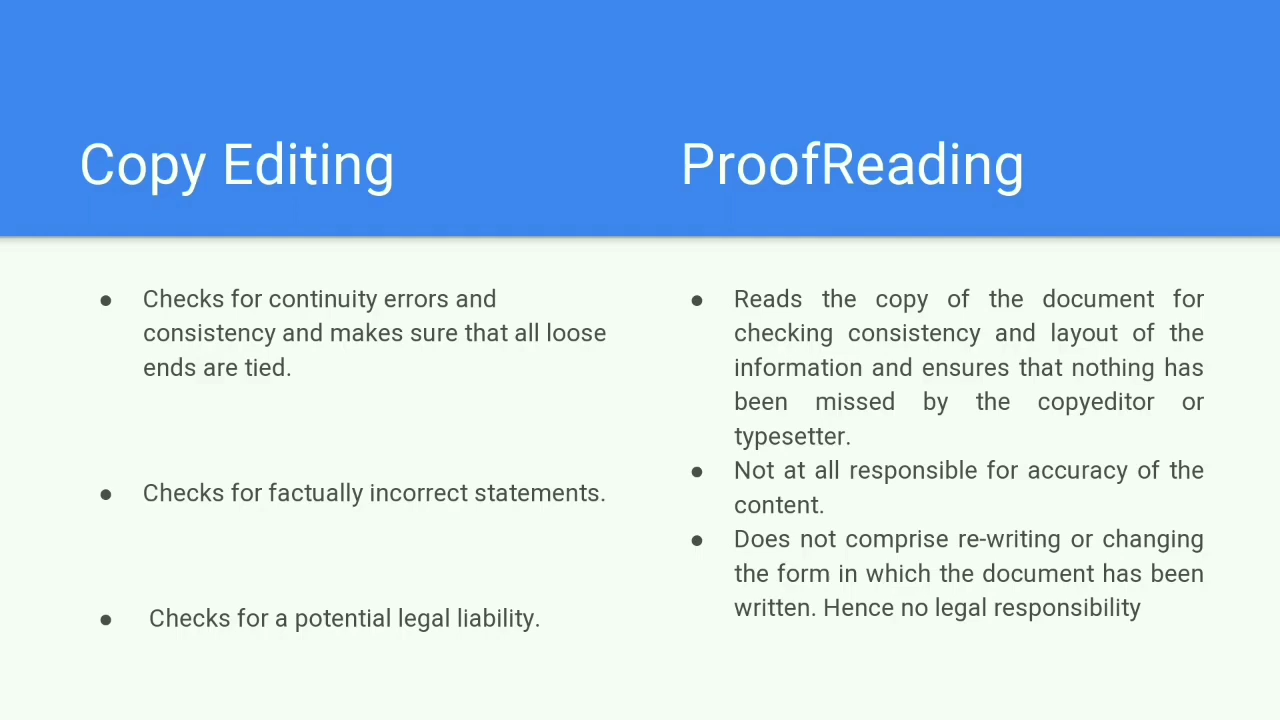 Copy Editing
ProofReading
● Checks for continuity errors and
consistency and makes sure that all loose
ends are tied.
● Checks for factually incorrect statements.
● Checks for a potential legal liability.
● Reads the copy of the document for
checking consistency and layout of the
information and ensures that nothing has
been missed by the copyeditor or
typesetter.
● Not at all responsible for accuracy of the
content.
● Does not comprise re-writing or changing
the form in which the document has been
written. Hence no legal responsibility